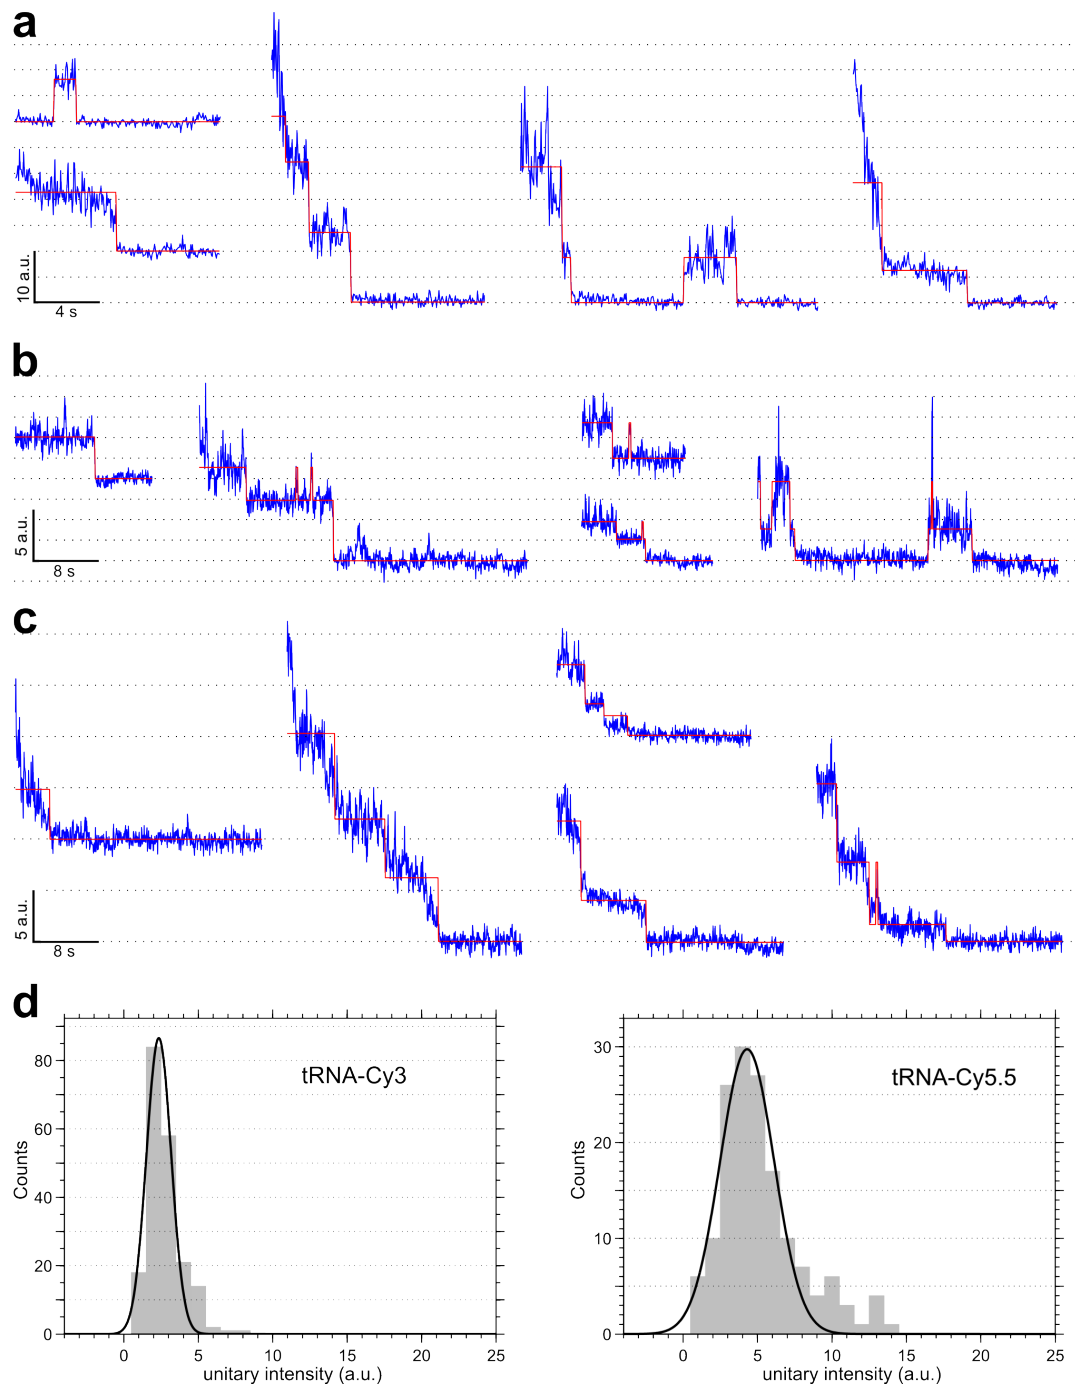 a
10 a.u.
4 s
b
5 a.u.
8 s
c
5 a.u.
8 s
d
tRNA-Cy3
Counts
80
60
40
20
0
0 5 10 15 20 25
unitary intensity (a.u.)
tRNA-Cy5.5
Counts
30
20
10
0
0 5 10 15 20 25
unitary intensity (a.u.)